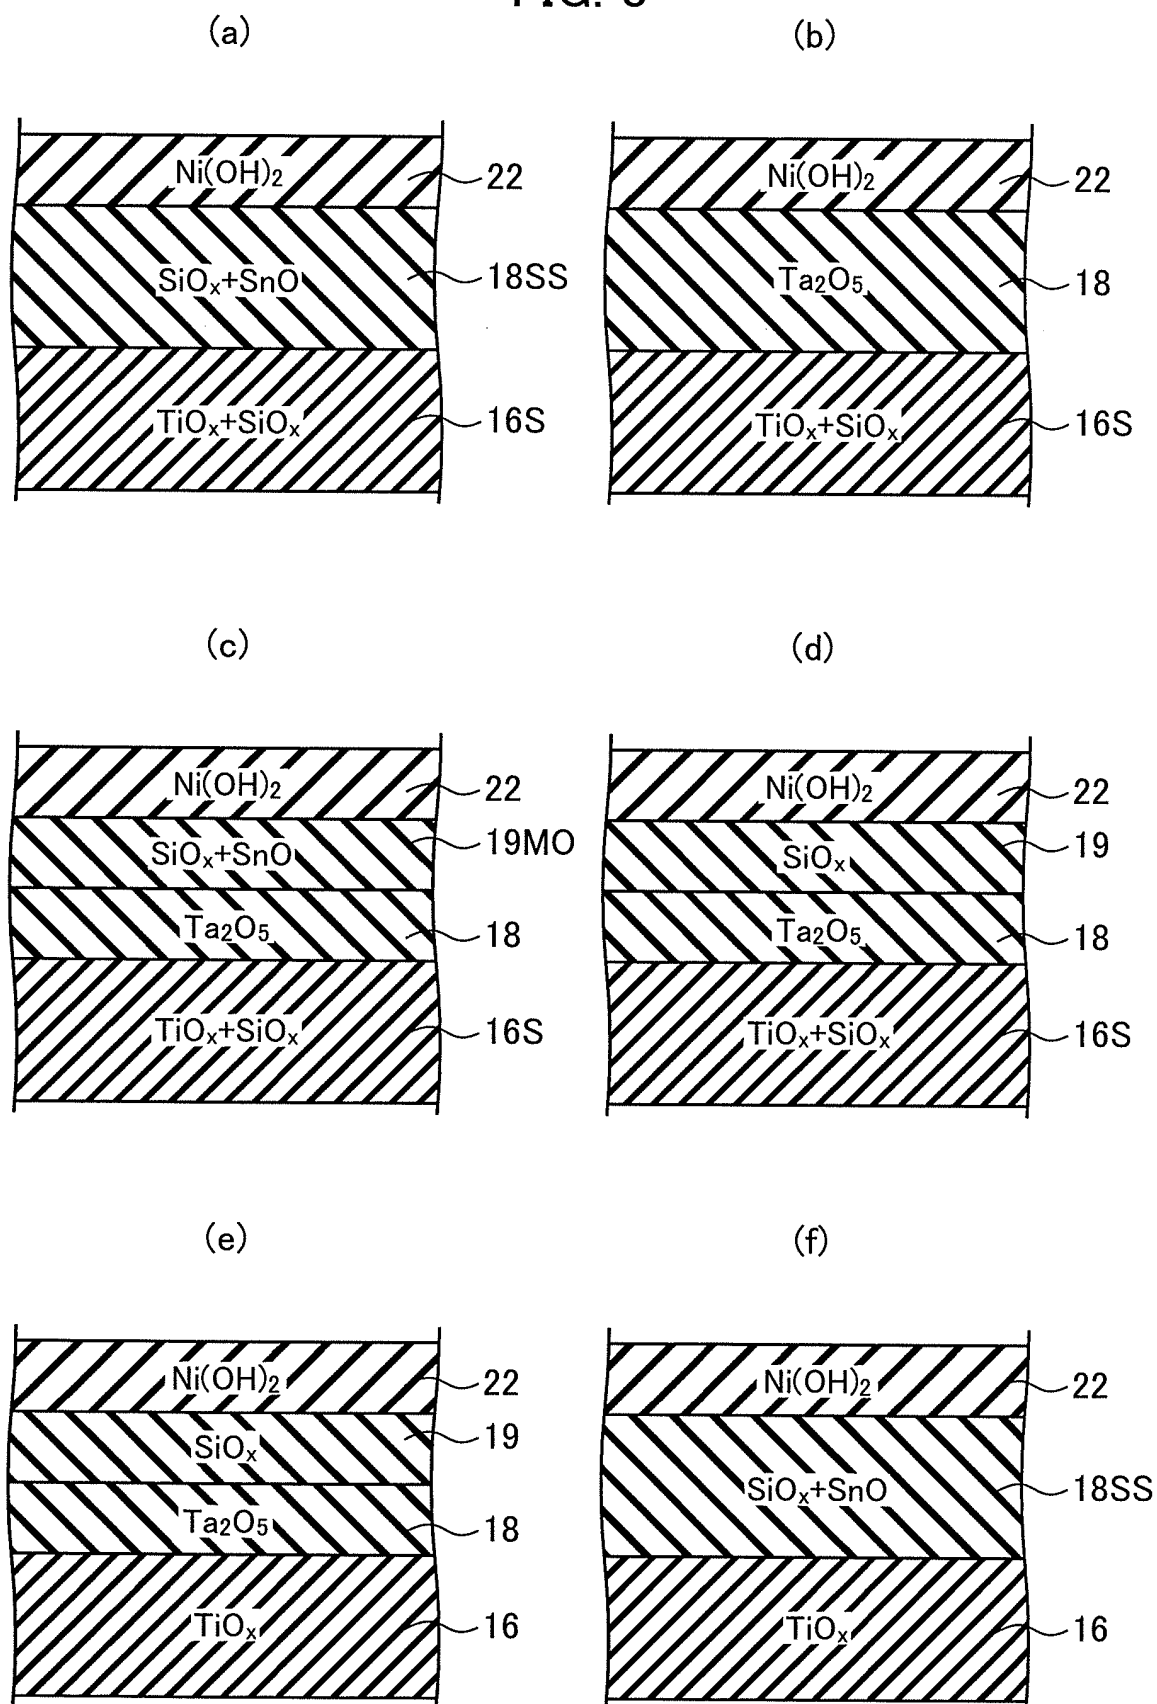 (a)
Ni(OH)₂ 22
SiOₓ+SnO 18SS
TiOₓ+SiOₓ 16S
(b)
Ni(OH)₂ 22
Ta₂O₅ 18
TiOₓ+SiOₓ 16S
(c)
Ni(OH)₂ 22
SiOₓ+SnO 19MO
Ta₂O₅ 18
TiOₓ+SiOₓ 16S
(d)
Ni(OH)₂ 22
SiOₓ 19
Ta₂O₅ 18
TiOₓ+SiOₓ 16S
(e)
Ni(OH)₂ 22
SiOₓ 19
Ta₂O₅ 18
TiOₓ 16
(f)
Ni(OH)₂ 22
SiOₓ+SnO 18SS
TiOₓ 16